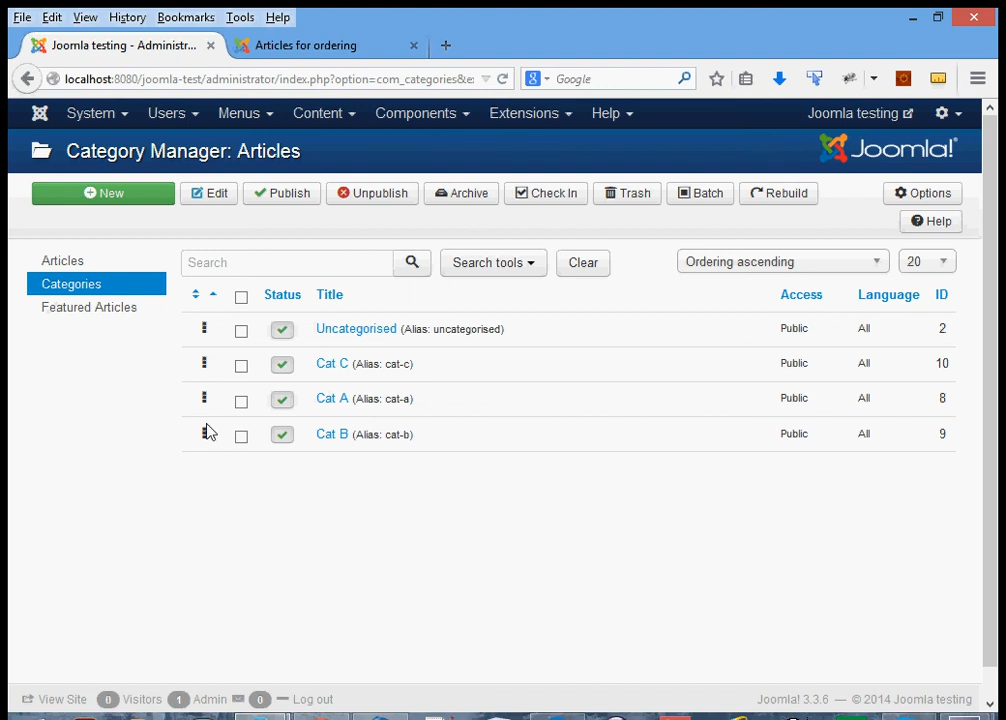 File Edit View History Bookmarks Tools Help
Joomla testing - Administr... × Articles for ordering × +
localhost:8080/joomla-test/administrator/index.php?option=com_categories&e: Google
System Users Menus Content Components Extensions Help Joomla testing
Category Manager: Articles Joomla!
New Edit Publish Unpublish Archive Check In Trash Batch Rebuild Options
Help
Articles
Categories
Featured Articles
Search Search tools Clear Ordering ascending 20
Status Title Access Language ID
Uncategorised (Alias: uncategorised) Public All 2
Cat C (Alias: cat-c) Public All 10
Cat A (Alias: cat-a) Public All 8
Cat B (Alias: cat-b) Public All 9
View Site 0 Visitors 1 Admin 0 Log out Joomla! 3.3.6 — © 2014 Joomla testing